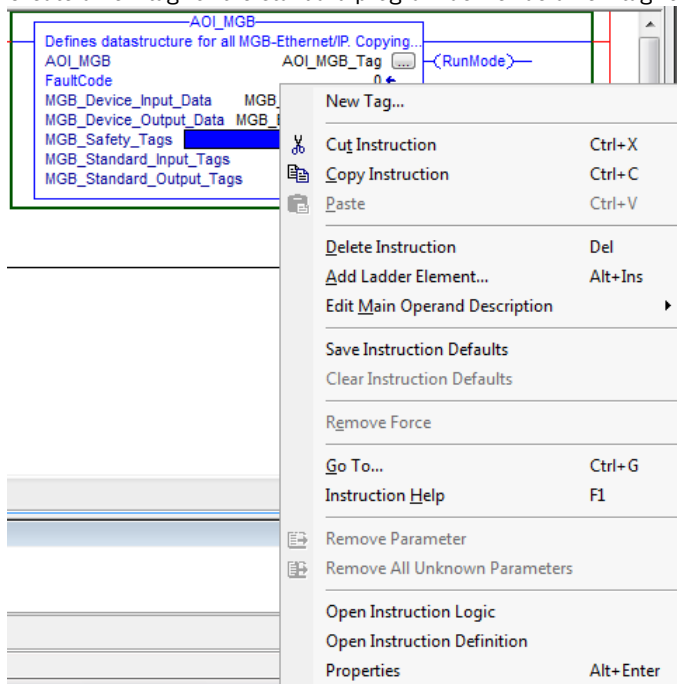 AOI_MGB
Defines datastructure for all MGB-Ethernet/IP. Copying...
AOI_MGB AOI_MGB_Tag ... (RunMode)
FaultCode 0
MGB_Device_Input_Data MGB_
MGB_Device_Output_Data MGB_
MGB_Safety_Tags
MGB_Standard_Input_Tags
MGB_Standard_Output_Tags
New Tag...
Cut Instruction Ctrl+X
Copy Instruction Ctrl+C
Paste Ctrl+V
Delete Instruction Del
Add Ladder Element... Alt+Ins
Edit Main Operand Description
Save Instruction Defaults
Clear Instruction Defaults
Remove Force
Go To... Ctrl+G
Instruction Help F1
Remove Parameter
Remove All Unknown Parameters
Open Instruction Logic
Open Instruction Definition
Properties Alt+Enter